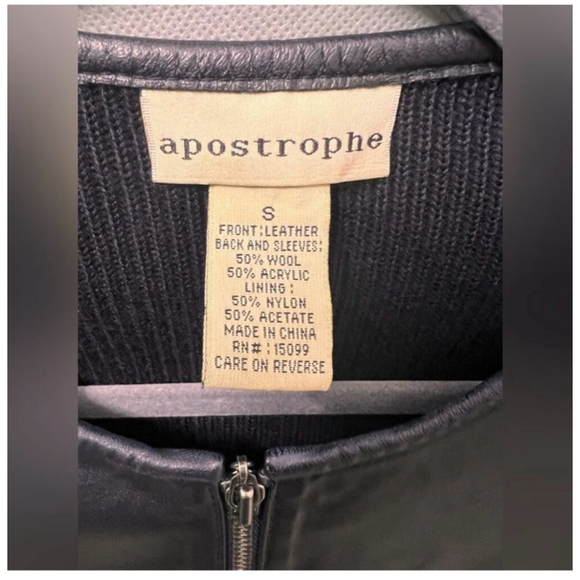 apostrophe
S
FRONT:LEATHER
BACK AND SLEEVES:
50% WOOL
50% ACRYLIC
LINING:
50% NYLON
50% ACETATE
MADE IN CHINA
RN#:15099
CARE ON REVERSE